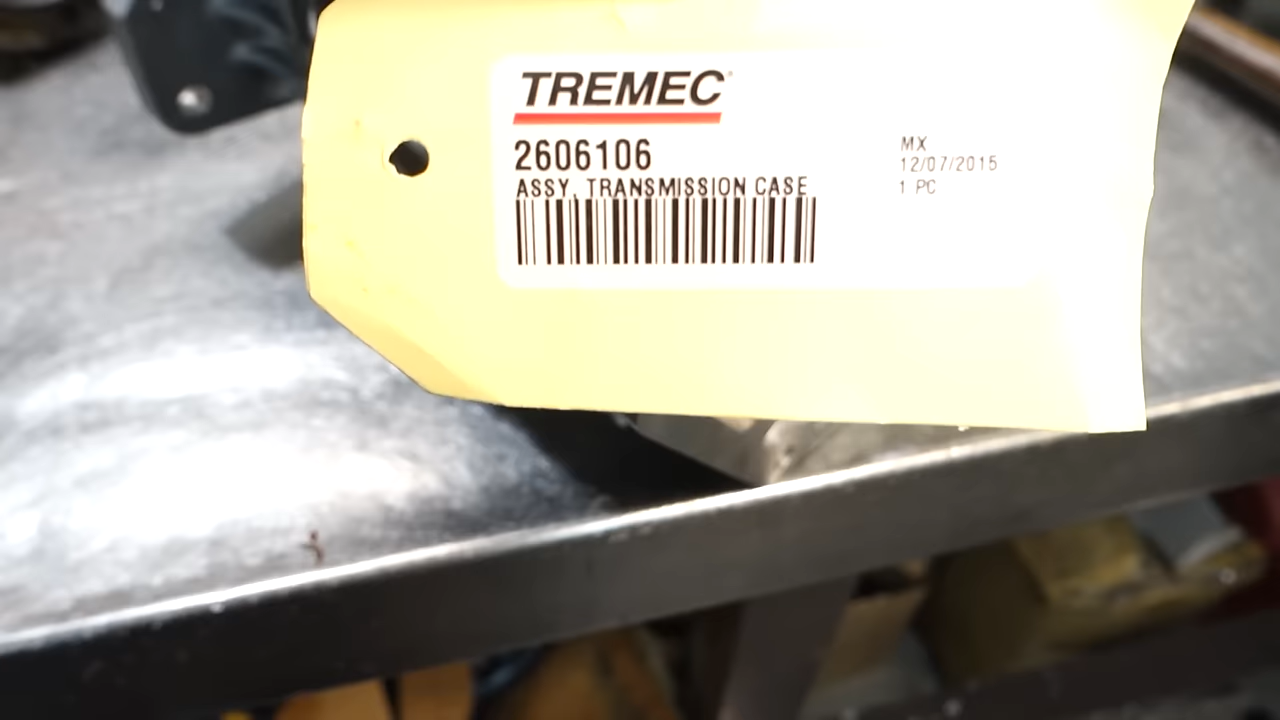 TREMEC
2606106
ASSY, TRANSMISSION CASE
MX
12/07/2015
1 PC